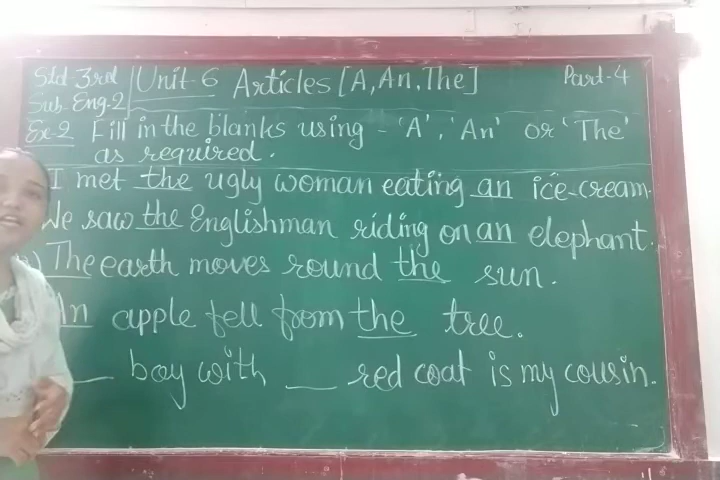 Std-3rd Unit-6 Articles [A, An, The] Part-4
Sub-Eng-2
Ex-2 Fill in the blanks using - 'A', 'An' or 'The'
as required.
I met the ugly woman eating an ice-cream.
We saw the Englishman riding on an elephant.
The earth moves round the sun.
An apple fell from the tree.
__ boy with __ red coat is my cousin.